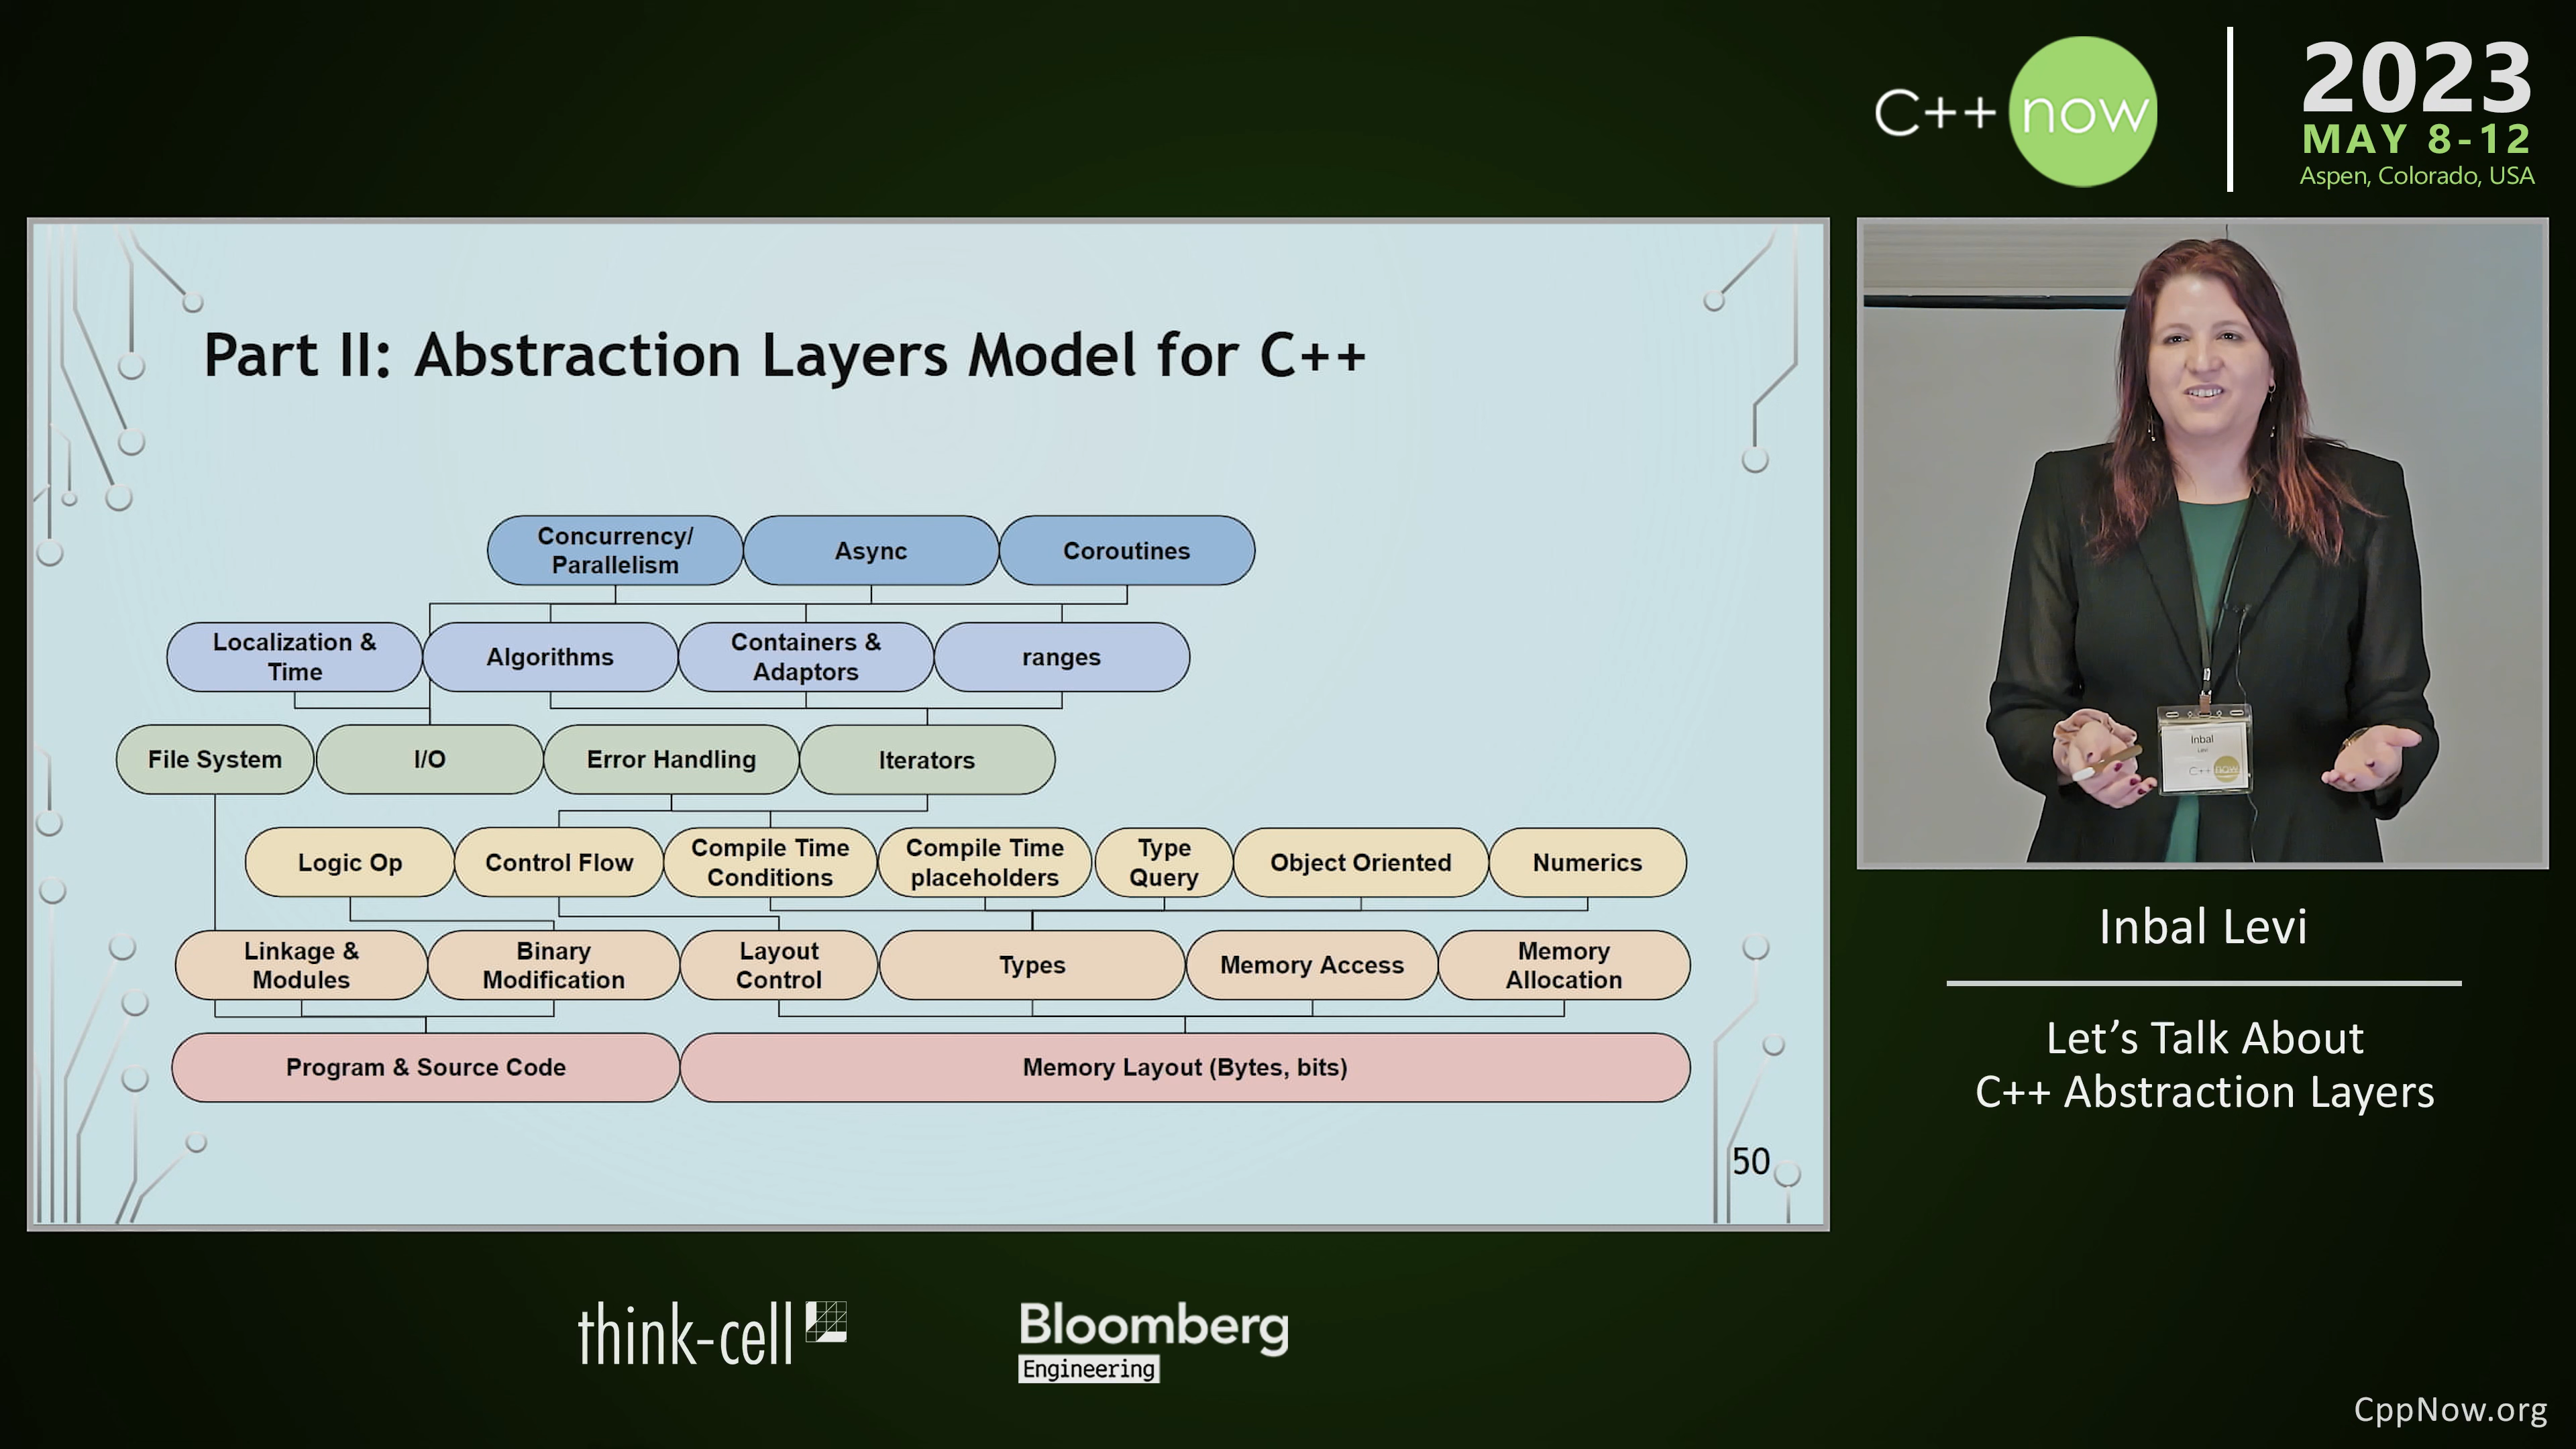 C++ now
2023
MAY 8-12
Aspen, Colorado, USA
Part II: Abstraction Layers Model for C++
Concurrency/
Parallelism
Async
Coroutines
Localization &
Time
Algorithms
Containers &
Adaptors
ranges
File System
I/O
Error Handling
Iterators
Logic Op
Control Flow
Compile Time
Conditions
Compile Time
placeholders
Type
Query
Object Oriented
Numerics
Linkage &
Modules
Binary
Modification
Layout
Control
Types
Memory Access
Memory
Allocation
Program & Source Code
Memory Layout (Bytes, bits)
50
Inbal
Levi
C++ now
Inbal Levi
Let’s Talk About
C++ Abstraction Layers
think-cell
Bloomberg
Engineering
CppNow.org